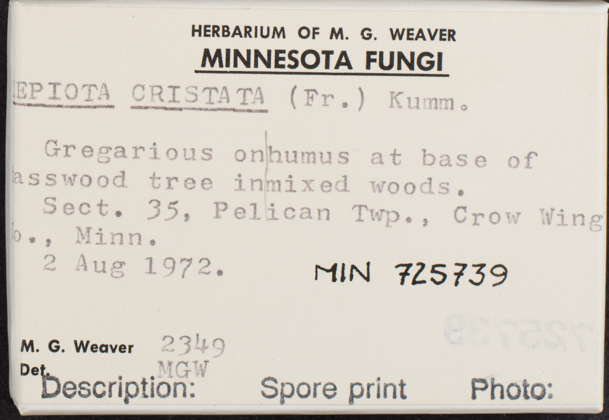 HERBARIUM OF M. G. WEAVER
MINNESOTA FUNGI
EPIOTA CRISTATA (Fr.) Kumm.
Gregarious on humus at base of
asswood tree in mixed woods.
Sect. 35, Pelican Twp., Crow Wing
o., Minn.
2 Aug 1972.
MIN 725739
M. G. Weaver 2349
Det. MGW
Description: Spore print Photo:
725739